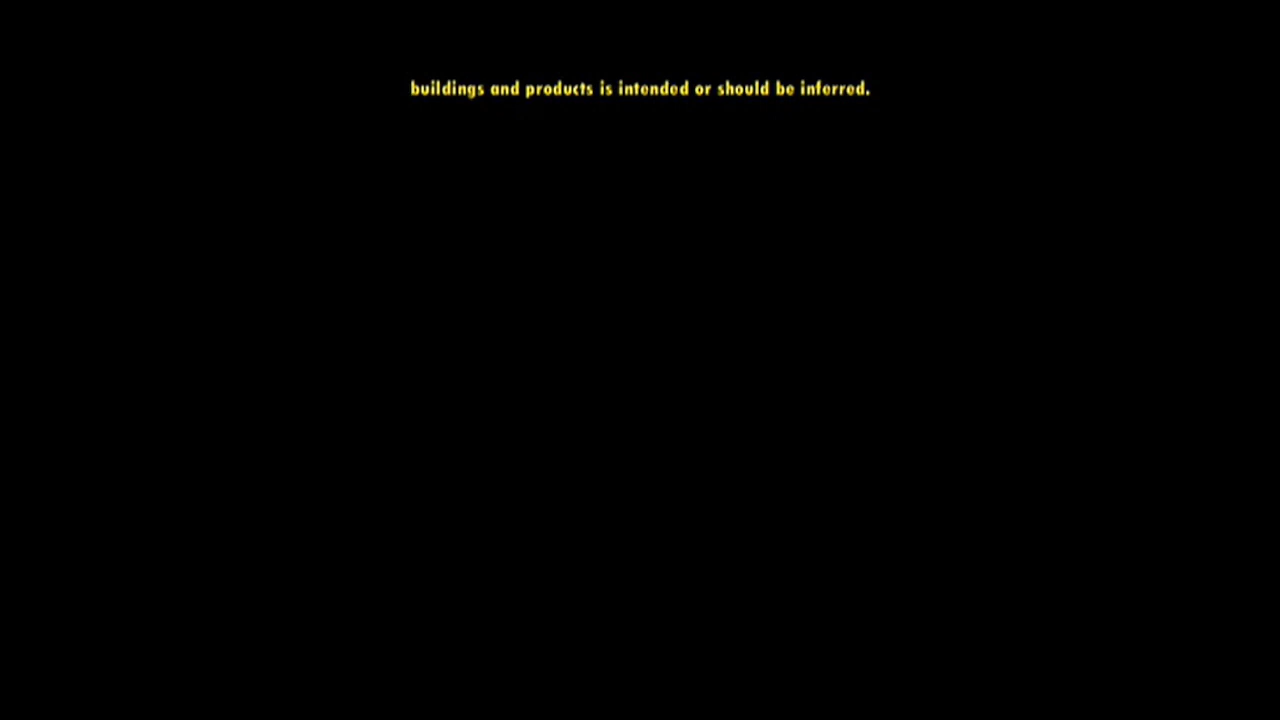 buildings and products is intended or should be inferred.